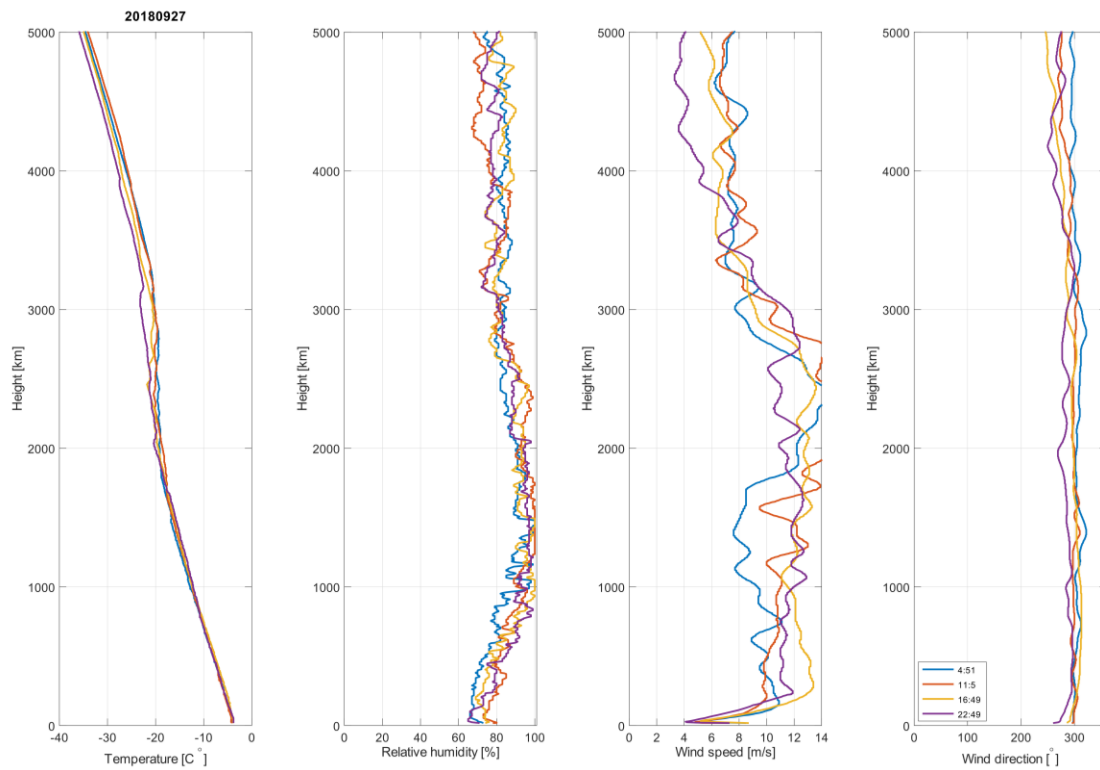 20180927
5000
4000
3000
2000
1000
0
Height [km]
-40 -30 -20 -10 0
Temperature [C °]
5000
4000
3000
2000
1000
0
Height [km]
0 20 40 60 80 100
Relative humidity [%]
5000
4000
3000
2000
1000
0
Height [km]
0 2 4 6 8 10 12 14
Wind speed [m/s]
5000
4000
3000
2000
1000
0
Height [km]
4:51
11:5
16:49
22:49
0 100 200 300
Wind direction [°]